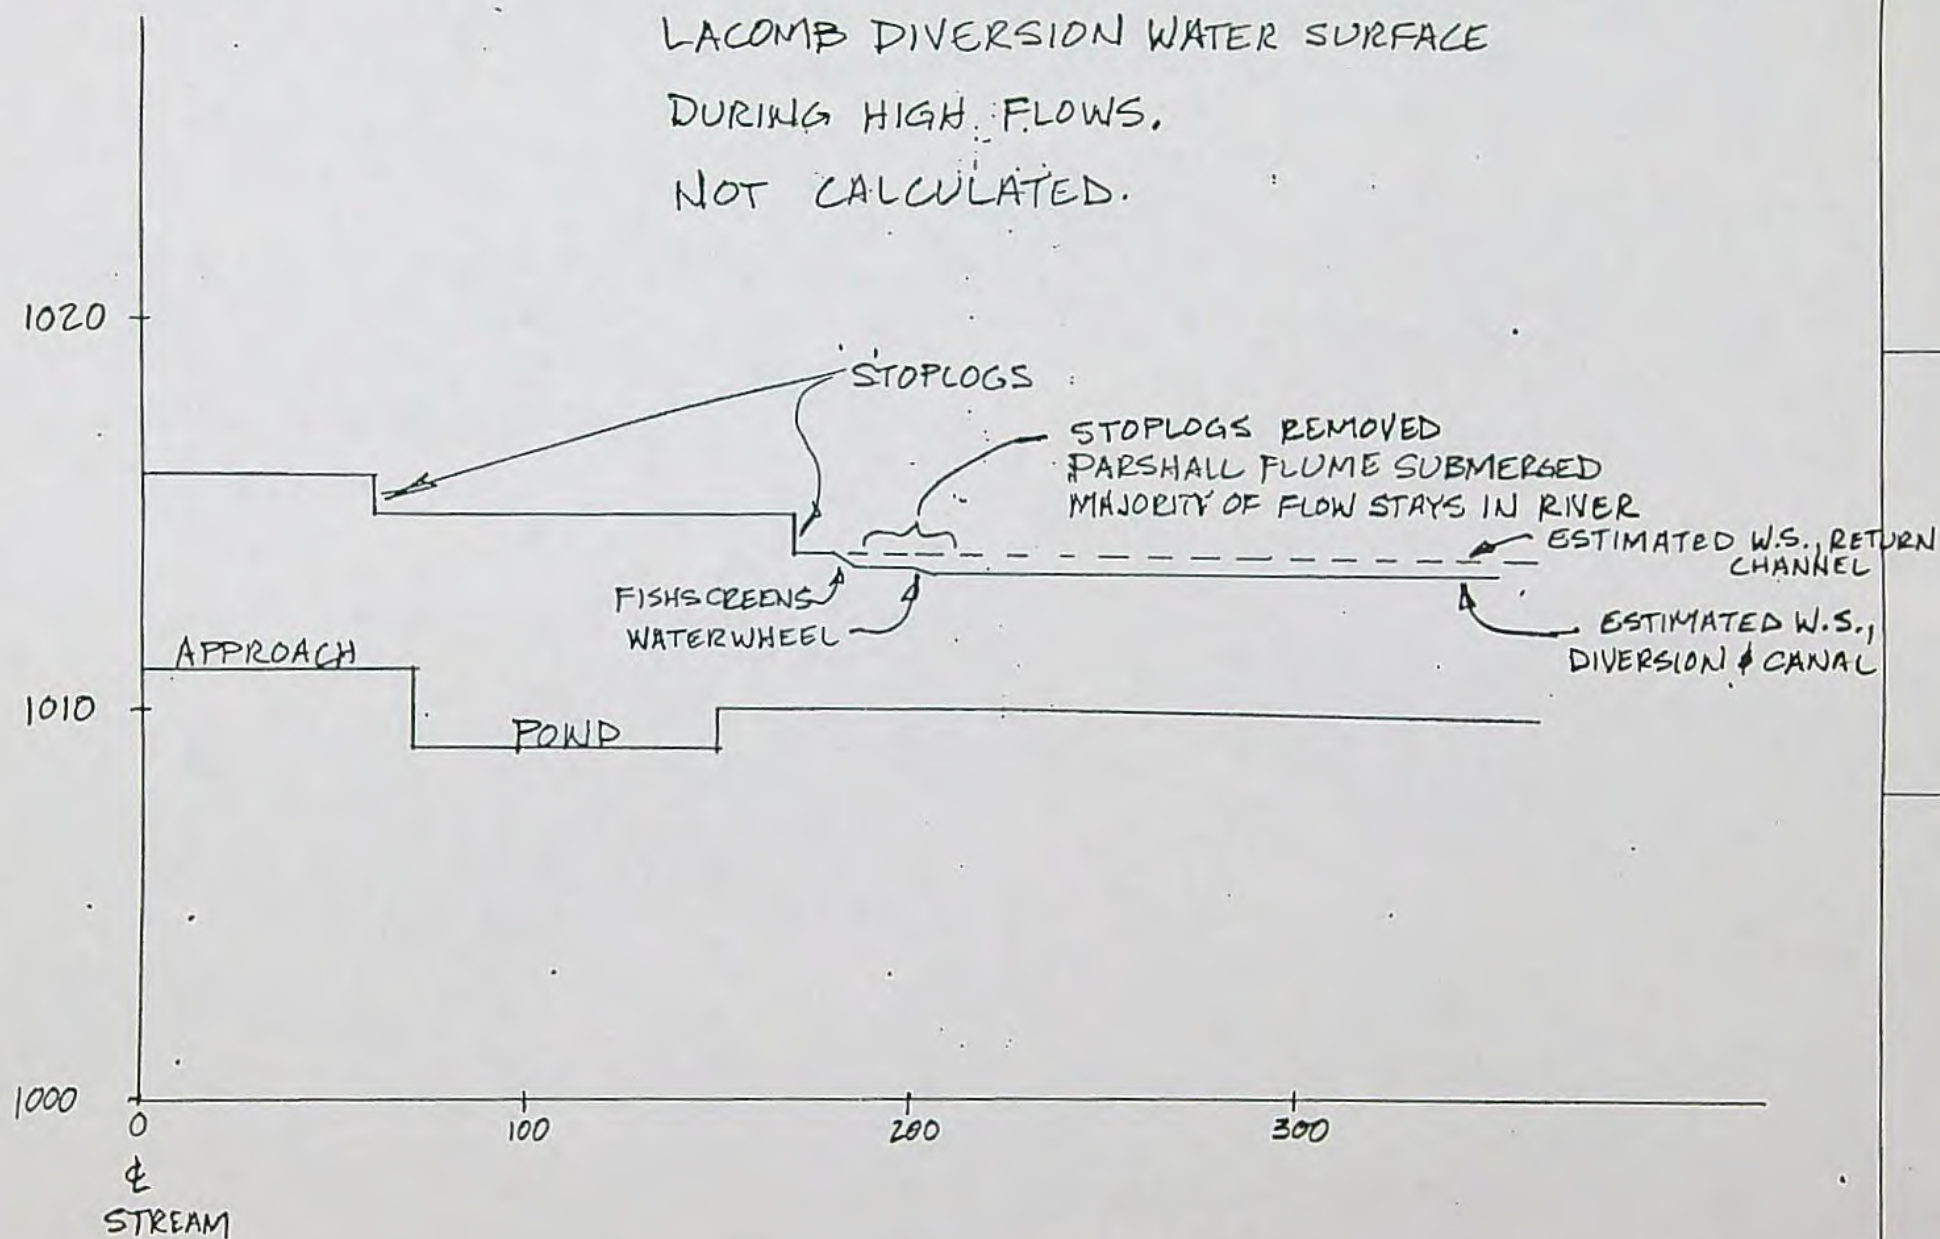 LACOMB DIVERSION WATER SURFACE
DURING HIGH FLOWS.
NOT CALCULATED.
1020
STOPLOGS
STOPLOGS REMOVED
PARSHALL FLUME SUBMERGED
MAJORITY OF FLOW STAYS IN RIVER
ESTIMATED W.S., RETURN
CHANNEL
FISHSCREENS
WATERWHEEL
ESTIMATED W.S.,
DIVERSION & CANAL
APPROACH
1010
POND
1000
0
100
200
300
℄
STREAM